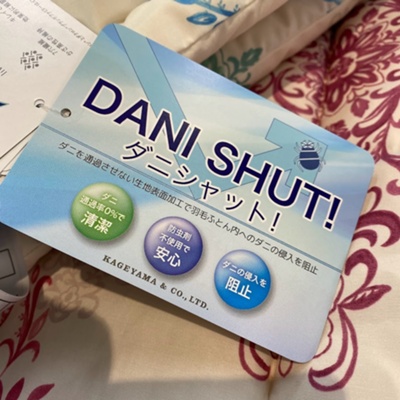 DANI SHUT!
ダニシャット!
ダニを通過させない生地表面加工で羽毛ふとん内へのダニの侵入を阻止
ダニ
通過率0%で
清潔
防虫剤
不使用で
安心
ダニの侵入を
阻止
KAGEYAMA & CO., LTD.